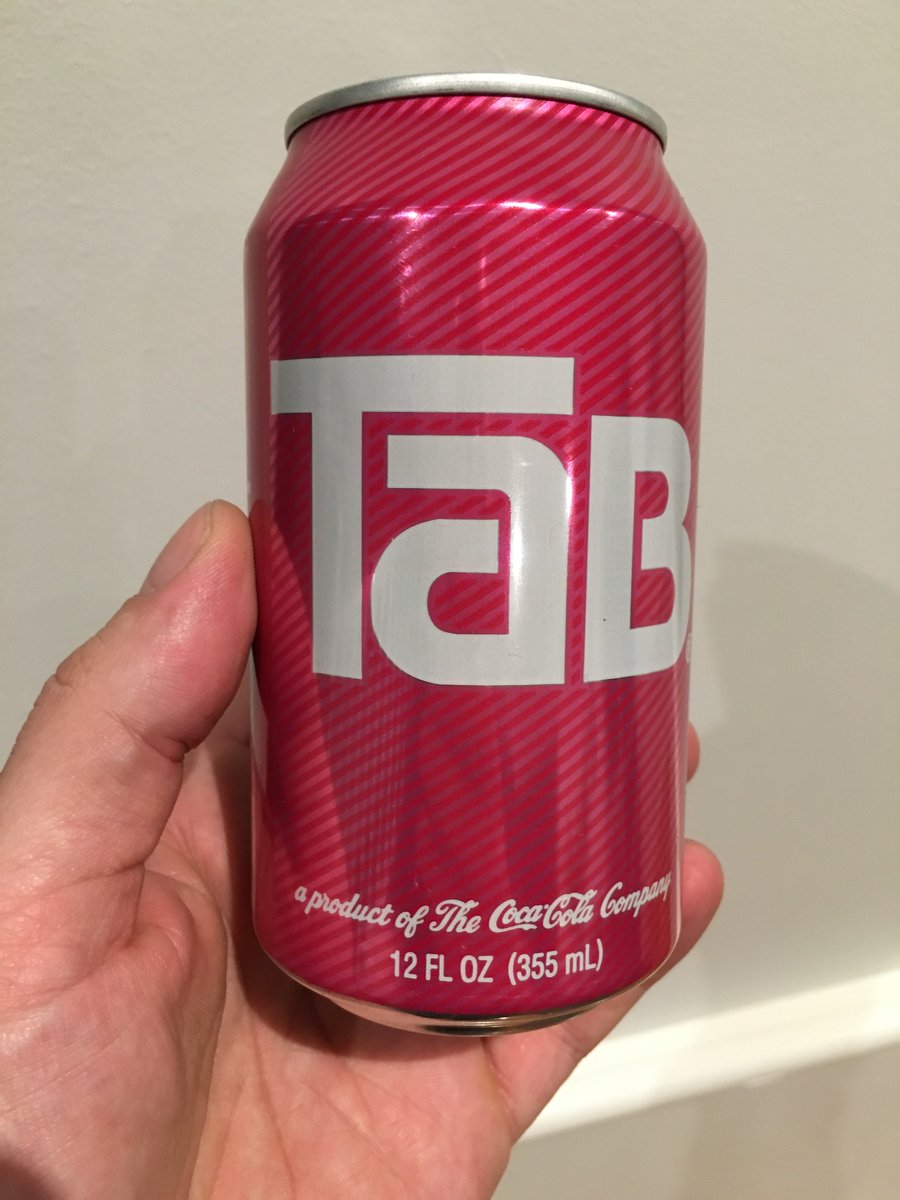 TaB
a product of The Coca-Cola Company
12 FL OZ (355 mL)